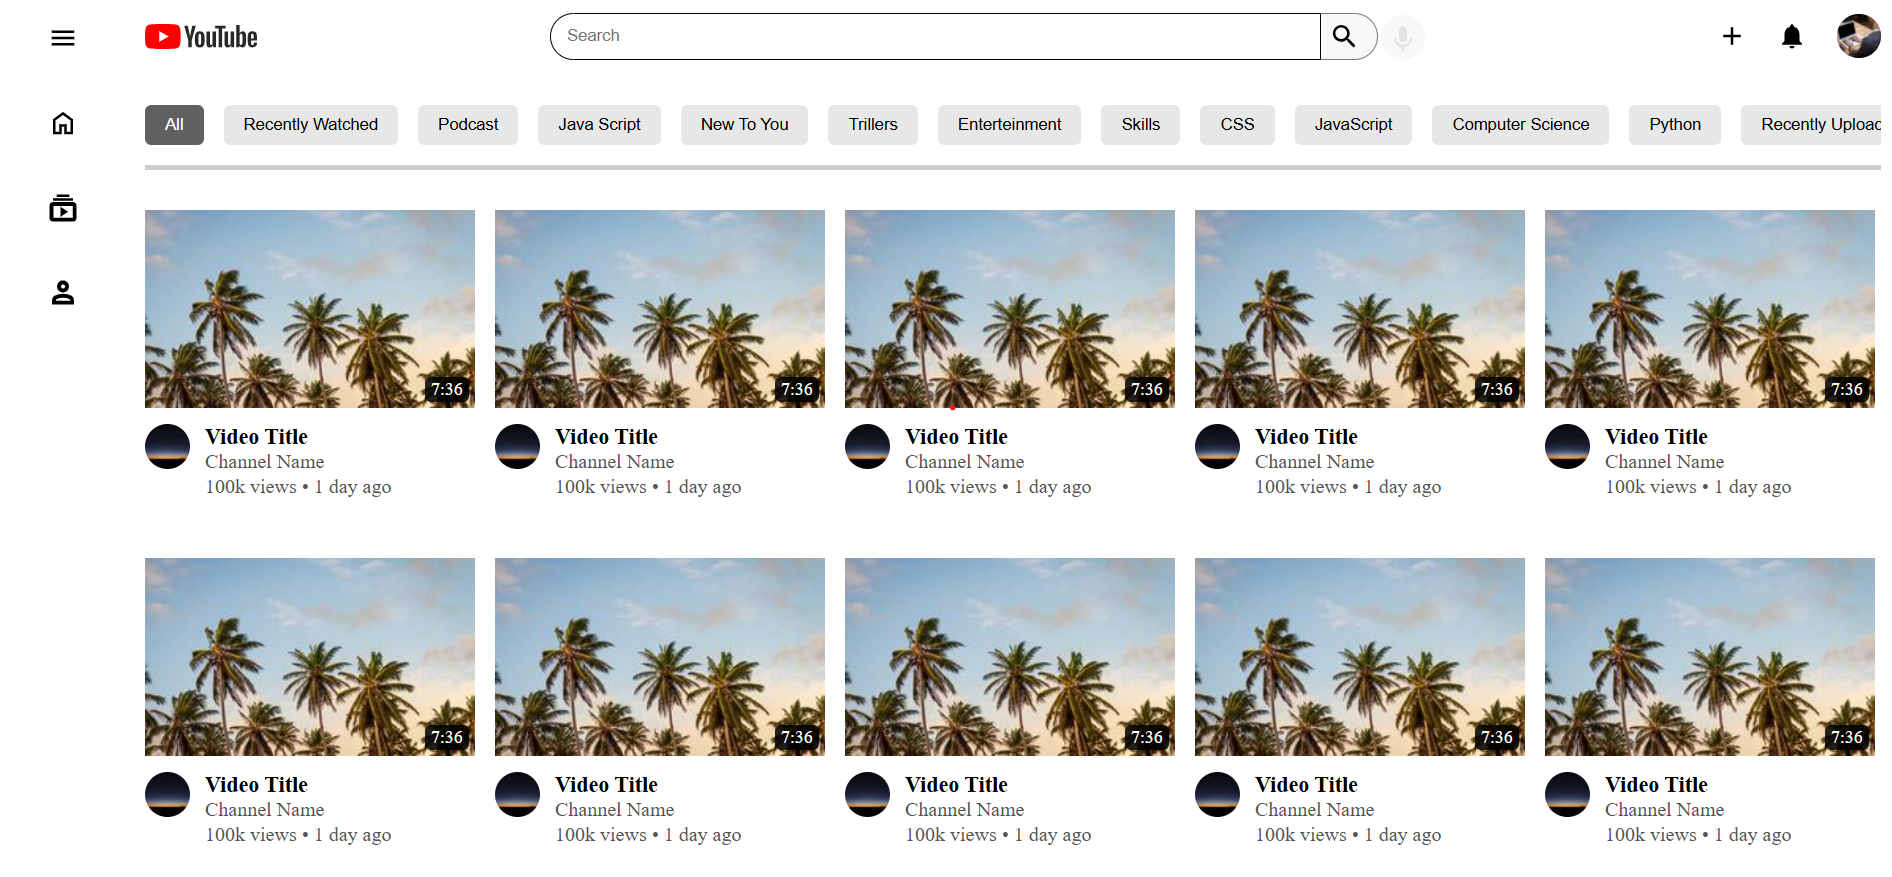 YouTube
Search
All Recently Watched Podcast Java Script New To You Trillers Enterteinment Skills CSS JavaScript Computer Science Python Recently Upload
7:36 7:36 7:36 7:36 7:36
Video Title Video Title Video Title Video Title Video Title
Channel Name Channel Name Channel Name Channel Name Channel Name
100k views • 1 day ago 100k views • 1 day ago 100k views • 1 day ago 100k views • 1 day ago 100k views • 1 day ago
7:36 7:36 7:36 7:36 7:36
Video Title Video Title Video Title Video Title Video Title
Channel Name Channel Name Channel Name Channel Name Channel Name
100k views • 1 day ago 100k views • 1 day ago 100k views • 1 day ago 100k views • 1 day ago 100k views • 1 day ago